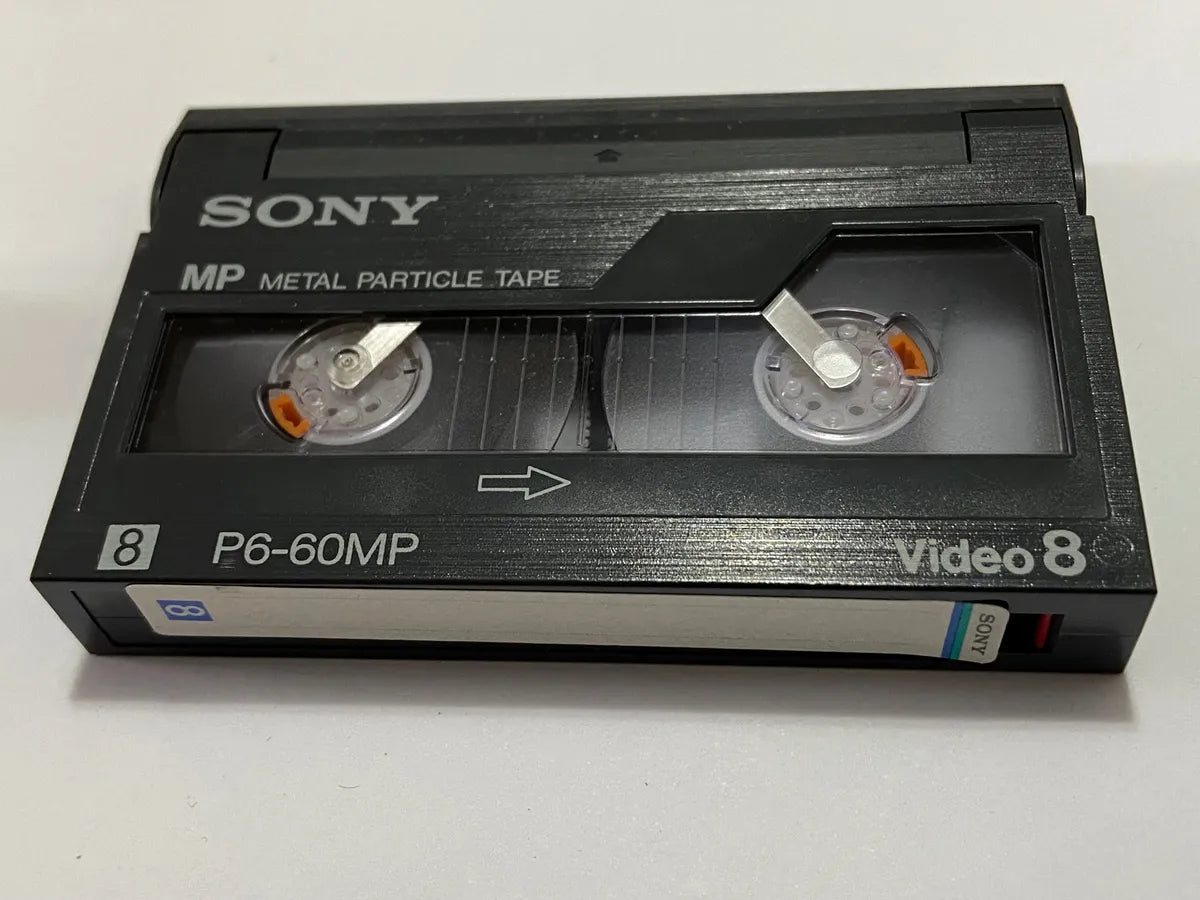 SONY
MP METAL PARTICLE TAPE
8 P6-60MP Video 8
8 SONY